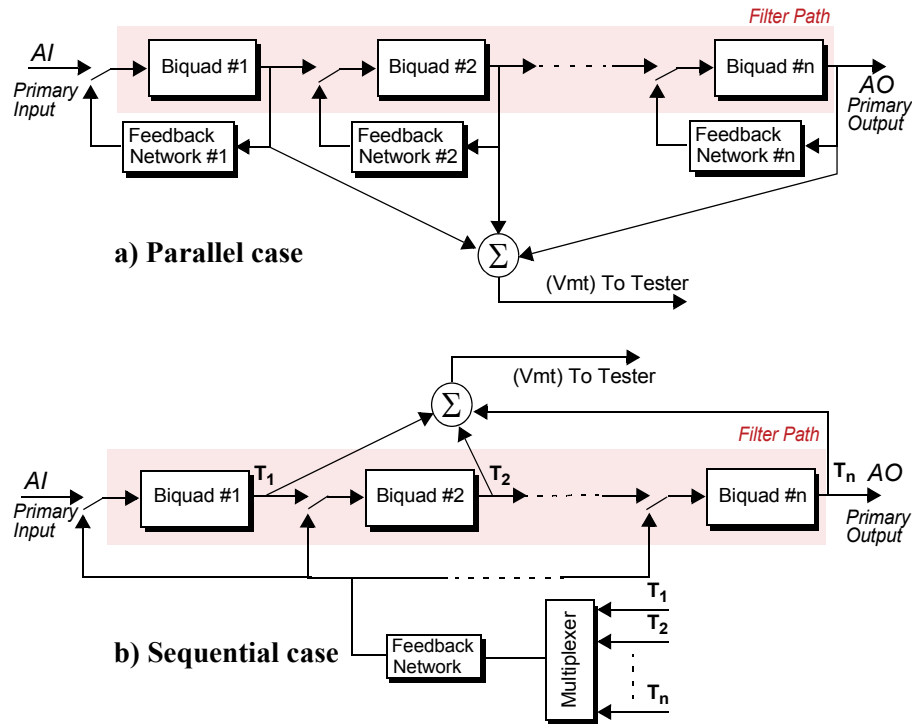 Filter Path
AI
Primary
Input
Biquad #1
Biquad #2
Biquad #n
AO
Primary
Output
Feedback
Network #1
Feedback
Network #2
Feedback
Network #n
Σ
a) Parallel case
(Vmt) To Tester
(Vmt) To Tester
Σ
Filter Path
AI
Primary
Input
Biquad #1
T1
Biquad #2
T2
Biquad #n
Tn
AO
Primary
Output
b) Sequential case
Feedback
Network
Multiplexer
T1
T2
Tn